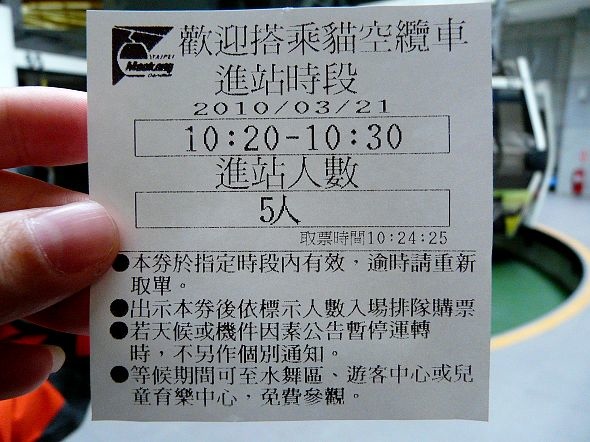 TAIPEI
Maokong
歡迎搭乘貓空纜車
進站時段
2010/03/21
10:20-10:30
進站人數
5人
取票時間10:24:25
●本券於指定時段內有效，逾時請重新
取單。
●出示本券後依標示人數入場排隊購票
●若天候或機件因素公告暫停運轉
時，不另作個別通知。
●等候期間可至水舞區、遊客中心或兒
童育樂中心，免費參觀。